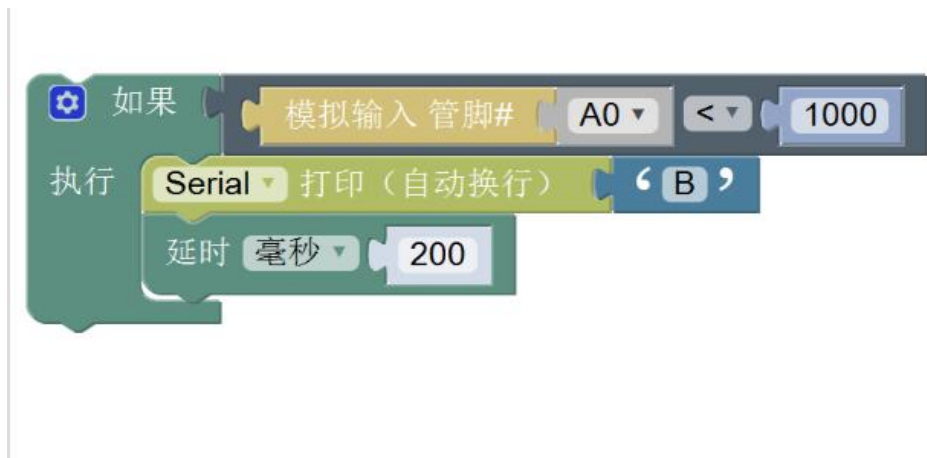 如果 模拟输入 管脚# A0 < 1000
执行 Serial 打印（自动换行） ‘ B ’
延时 毫秒 200